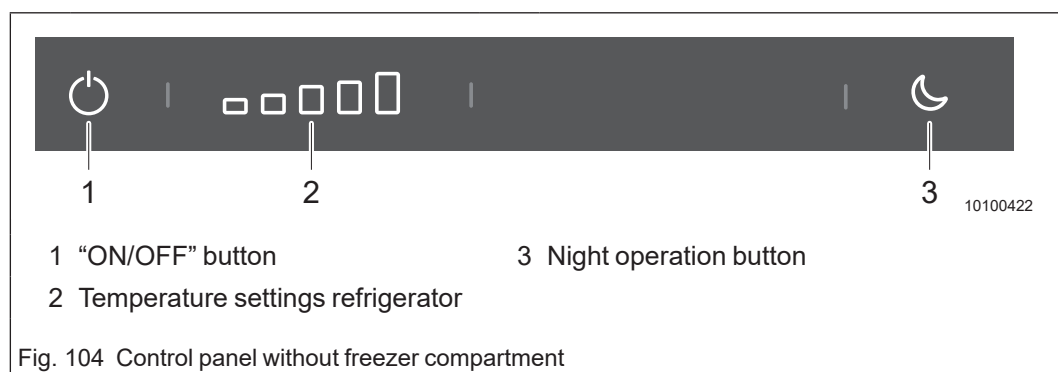 1
2
3
10100422
1 “ON/OFF” button
3 Night operation button
2 Temperature settings refrigerator
Fig. 104 Control panel without freezer compartment